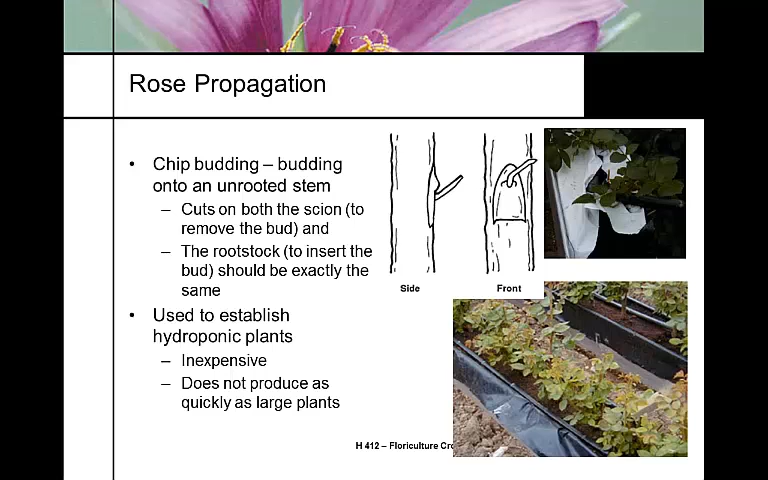 Rose Propagation
• Chip budding – budding
onto an unrooted stem
– Cuts on both the scion (to
remove the bud) and
– The rootstock (to insert the
bud) should be exactly the
same
• Used to establish
hydroponic plants
– Inexpensive
– Does not produce as
quickly as large plants
Side
Front
H 412 – Floriculture